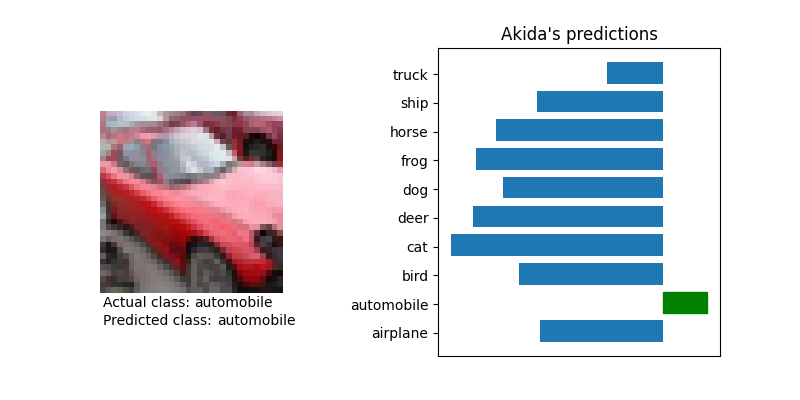 Akida's predictions
truck
ship
horse
frog
dog
deer
cat
bird
automobile
airplane
Actual class: automobile
Predicted class: automobile